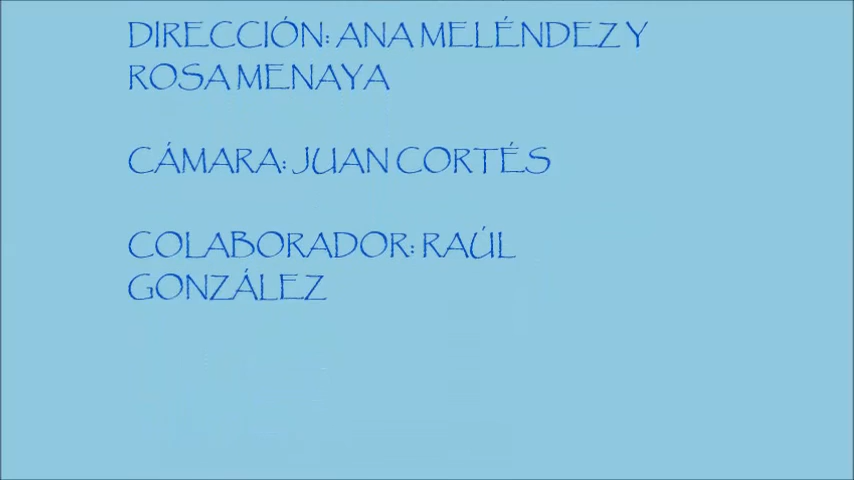 DIRECCIÓN: ANA MELÉNDEZ Y
ROSA MENAYA
CÁMARA: JUAN CORTÉS
COLABORADOR: RAÚL
GONZÁLEZ